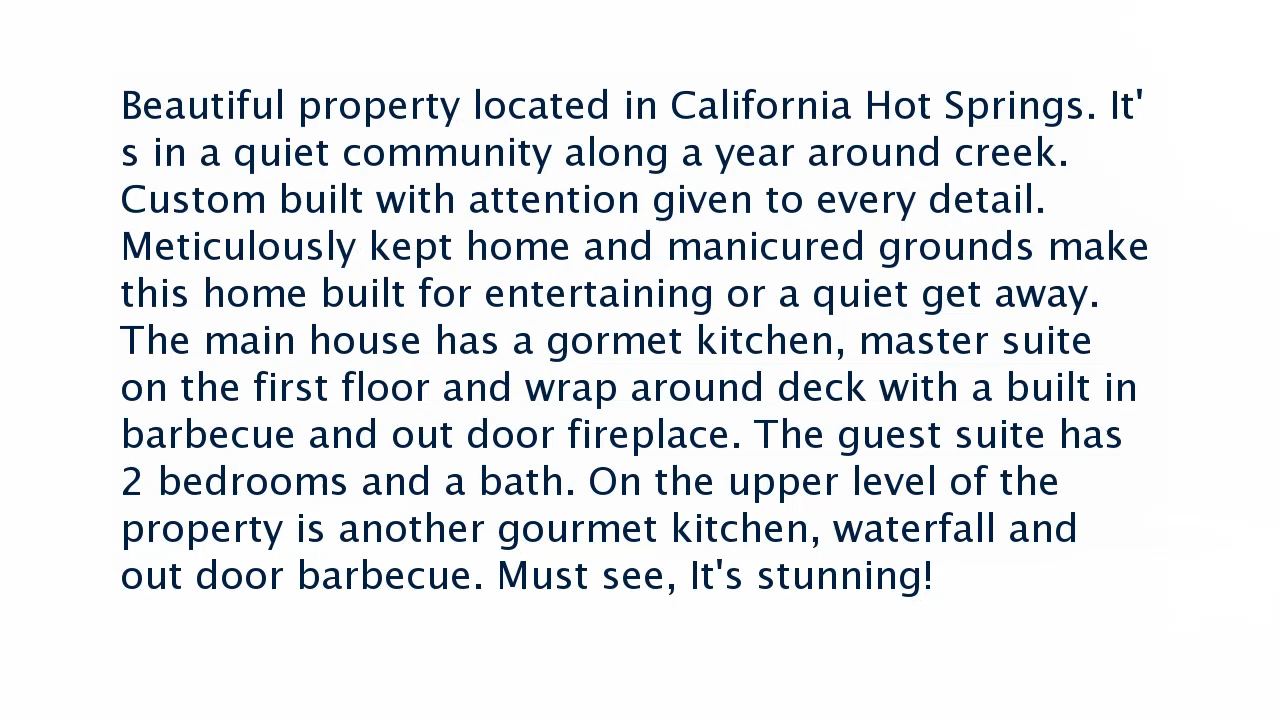 Beautiful property located in California Hot Springs. It'
s in a quiet community along a year around creek.
Custom built with attention given to every detail.
Meticulously kept home and manicured grounds make
this home built for entertaining or a quiet get away.
The main house has a gormet kitchen, master suite
on the first floor and wrap around deck with a built in
barbecue and out door fireplace. The guest suite has
2 bedrooms and a bath. On the upper level of the
property is another gourmet kitchen, waterfall and
out door barbecue. Must see, It's stunning!